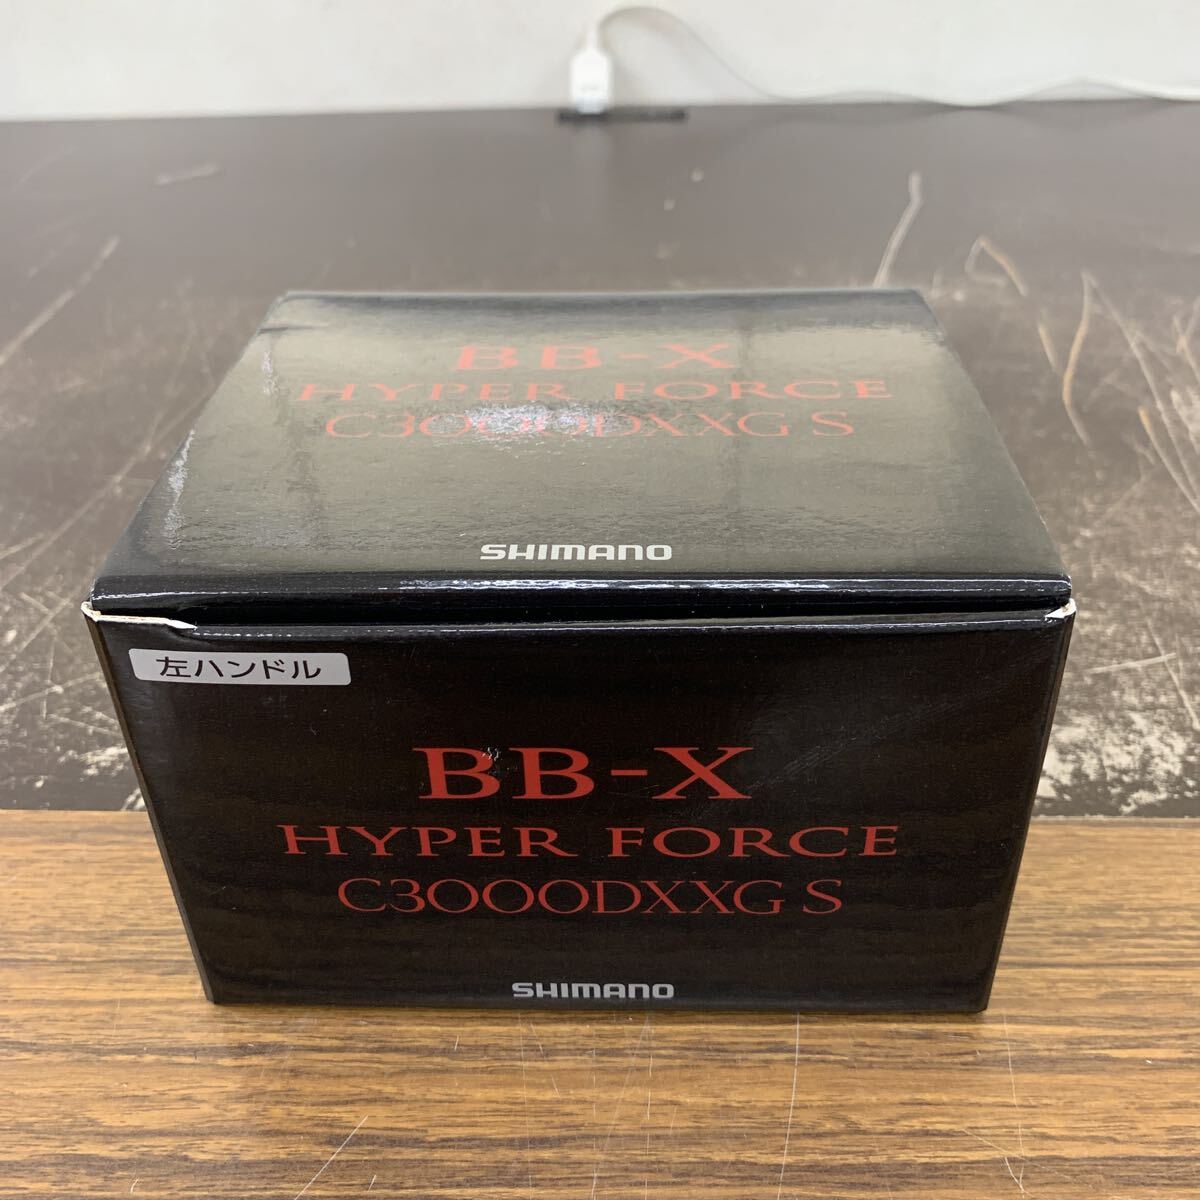 BB-X
HYPER FORCE
C3000DXXG S
SHIMANO
左ハンドル
BB-X
HYPER FORCE
C3000DXXG S
SHIMANO